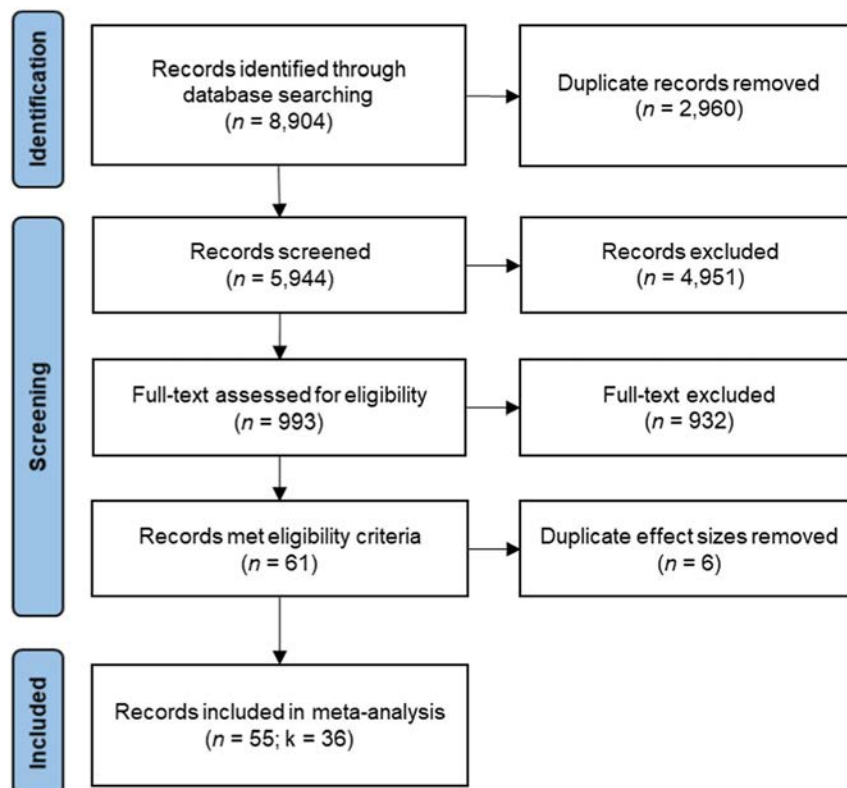 Identification
Records identified through
database searching
(n = 8,904)
Duplicate records removed
(n = 2,960)
Screening
Records screened
(n = 5,944)
Records excluded
(n = 4,951)
Full-text assessed for eligibility
(n = 993)
Full-text excluded
(n = 932)
Records met eligibility criteria
(n = 61)
Duplicate effect sizes removed
(n = 6)
Included
Records included in meta-analysis
(n = 55; k = 36)